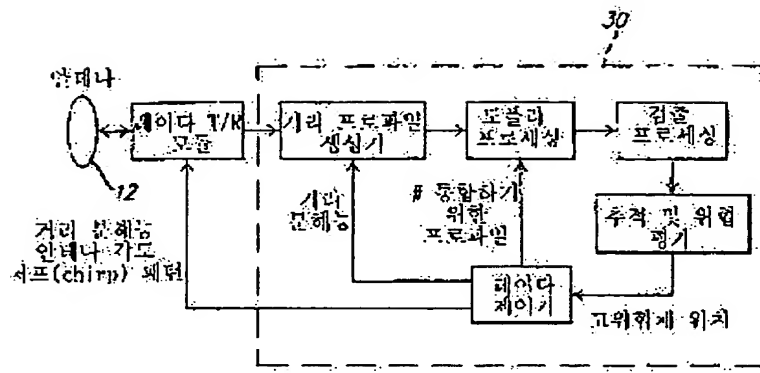 30
안테나
레이다 T/R
모듈
거리 프로파일
생성기
도플러
프로세싱
검출
프로세싱
12
거리
분해능
# 통합하기
위한
프로파일
추적 및 위협
평가
거리 분해능
안테나 각도
처프(chirp) 패턴
레이다
제어기
고위험체 위치